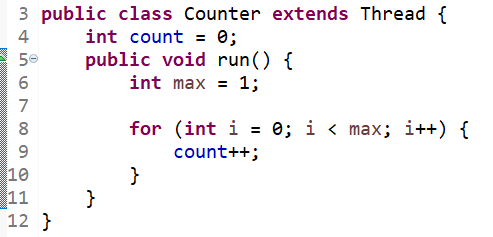 3 public class Counter extends Thread {
4     int count = 0;
5     public void run() {
6         int max = 1;
7
8         for (int i = 0; i < max; i++) {
9             count++;
10         }
11     }
12 }